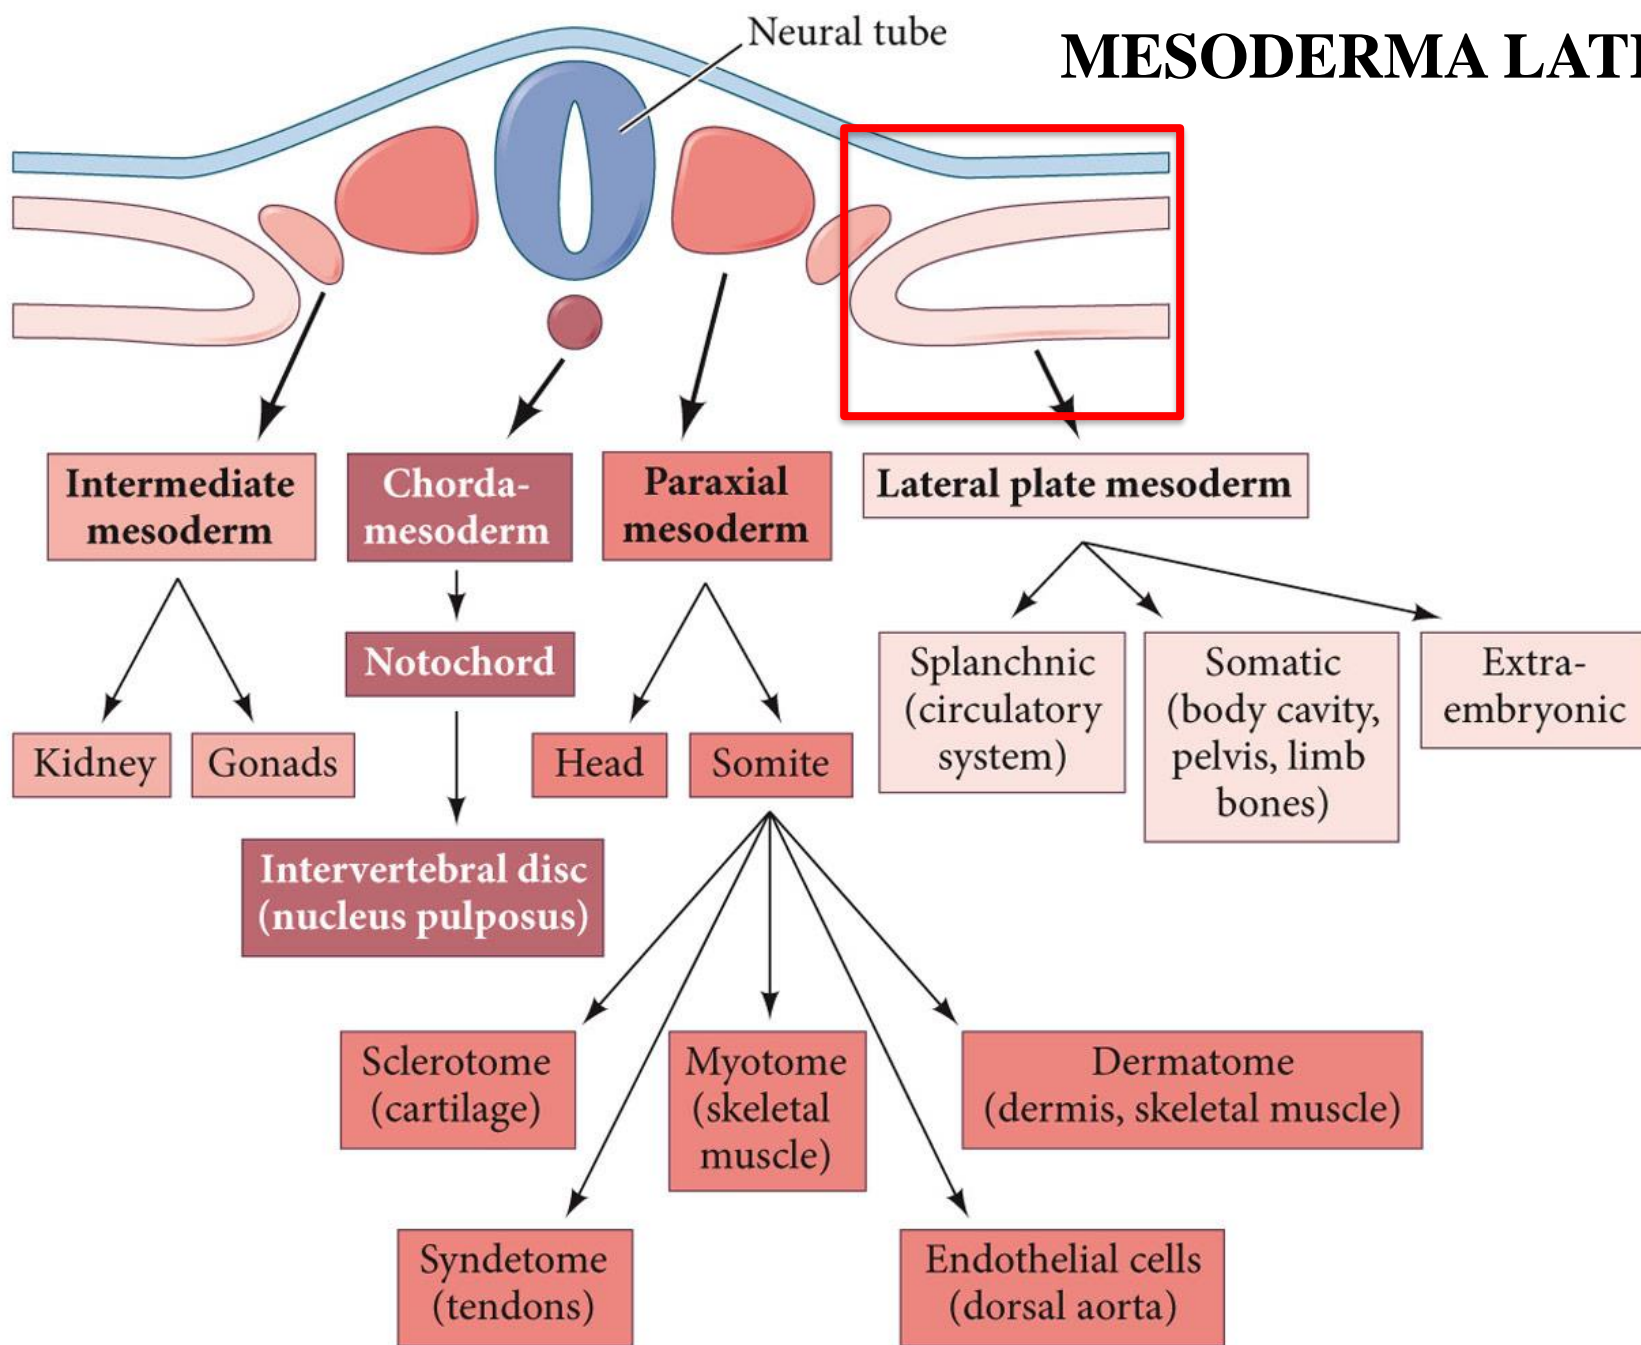 Neural tube
MESODERMA
Intermediate
mesoderm
Chorda-
mesoderm
Paraxial
mesoderm
Lateral plate mesoderm
Notochord
Splanchnic
(circulatory
system)
Somatic
(body cavity,
pelvis, limb
bones)
Extra-
embryonic
Kidney
Gonads
Head
Somite
Intervertebral disc
(nucleus pulposus)
Sclerotome
(cartilage)
Myotome
(skeletal
muscle)
Dermatome
(dermis, skeletal muscle)
Syndetome
(tendons)
Endothelial cells
(dorsal aorta)